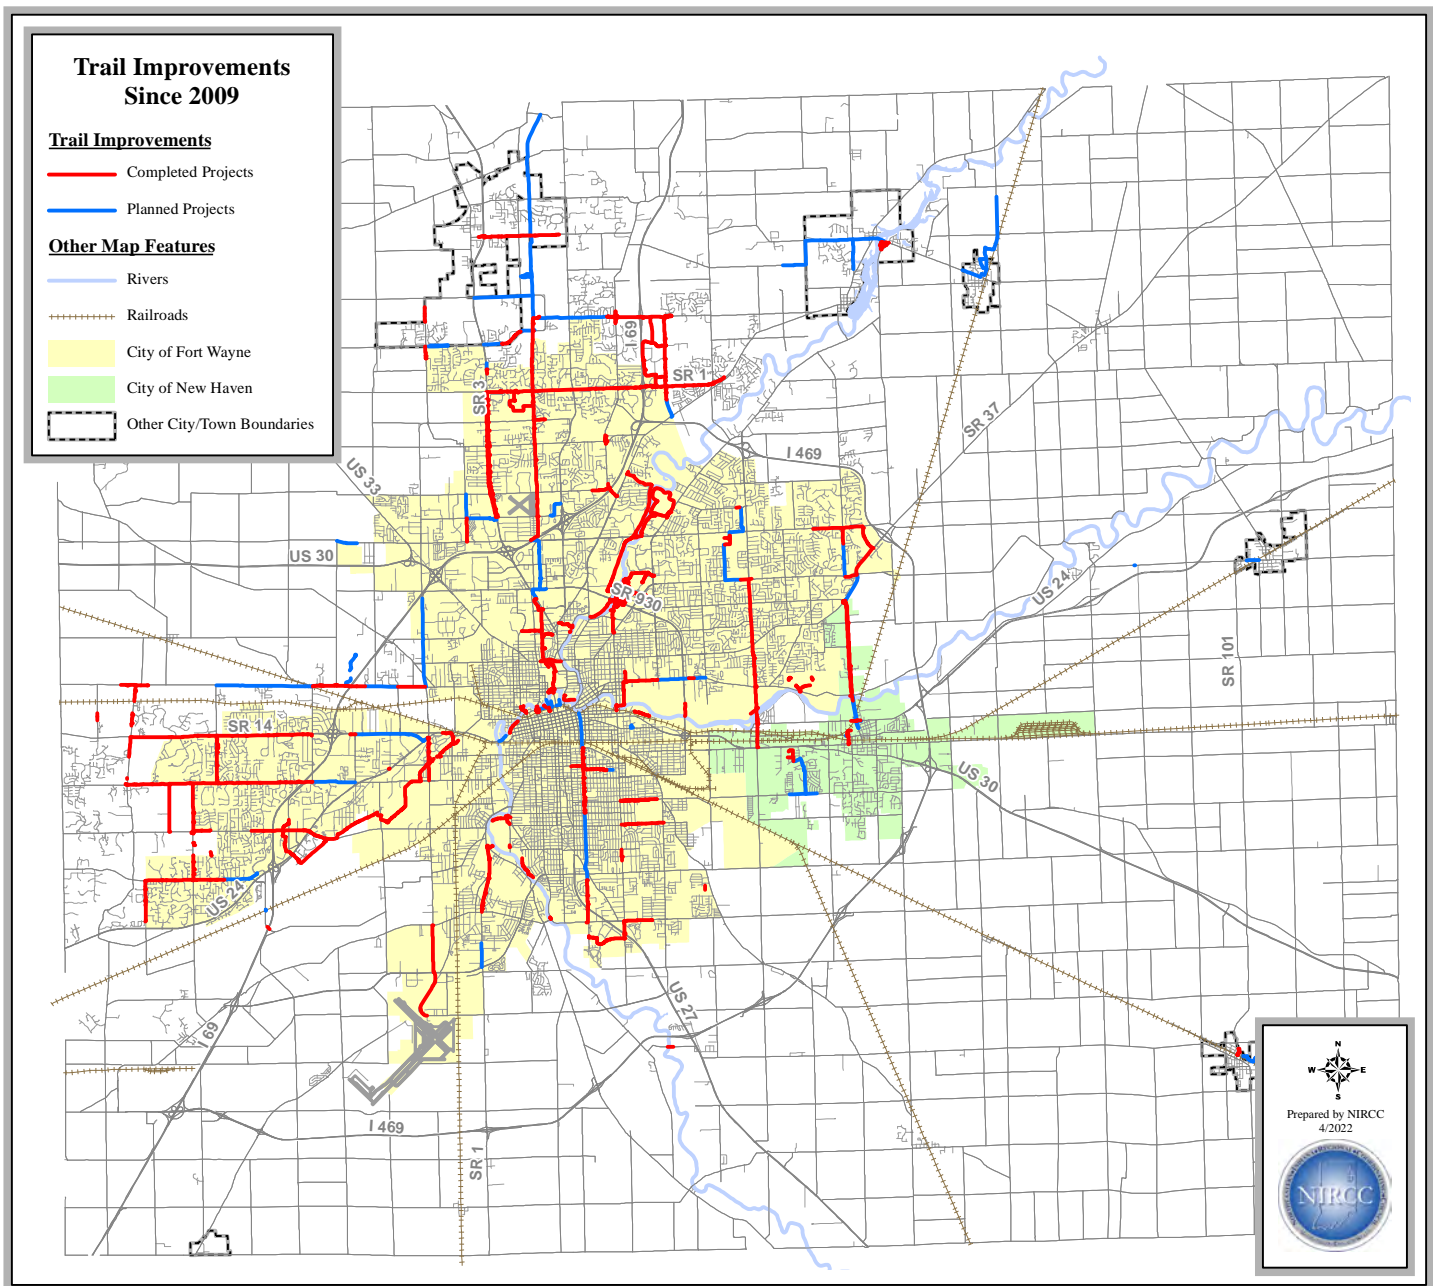 Trail Improvements
Since 2009
Trail Improvements
Completed Projects
Planned Projects
Other Map Features
Rivers
Railroads
City of Fort Wayne
City of New Haven
Other City/Town Boundaries
I 69
SR 1
SR 3
SR 37
I 469
US 33
US 30
US 24
SR 930
SR 101
SR 14
US 30
US 24
US 27
I 69
I 469
SR 1
N
W E
S
Prepared by NIRCC
4/2022
NIRCC